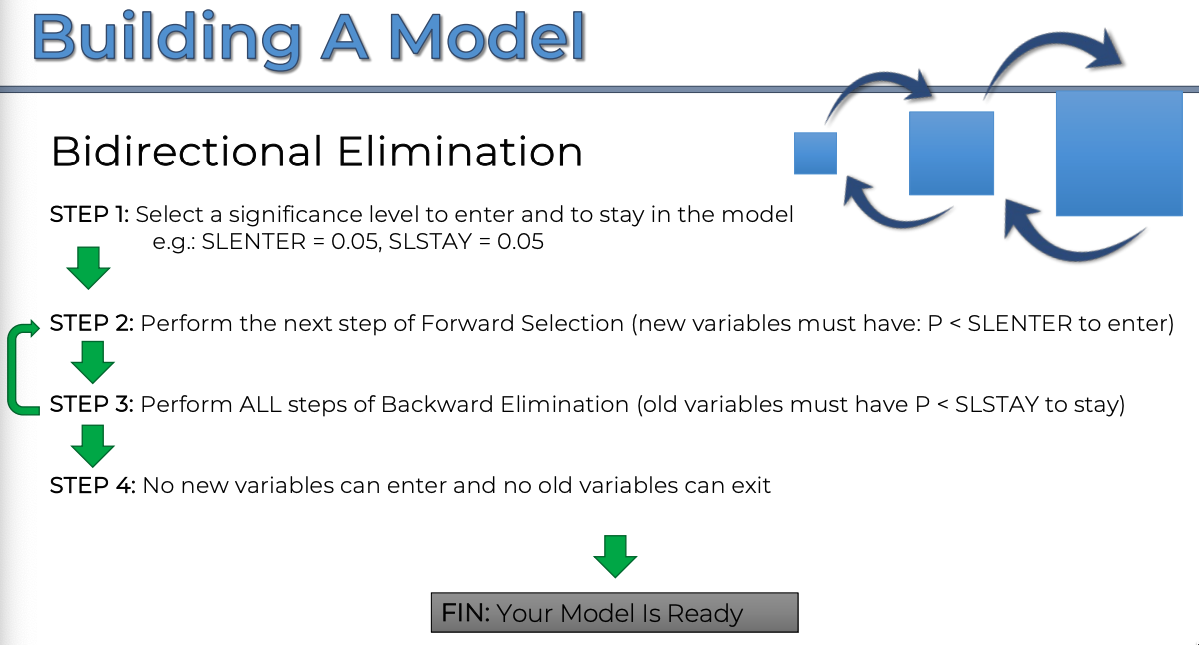 Building A Model
Bidirectional Elimination
STEP 1: Select a significance level to enter and to stay in the model
e.g.: SLENTER = 0.05, SLSTAY = 0.05
STEP 2: Perform the next step of Forward Selection (new variables must have: P < SLENTER to enter)
STEP 3: Perform ALL steps of Backward Elimination (old variables must have P < SLSTAY to stay)
STEP 4: No new variables can enter and no old variables can exit
FIN: Your Model Is Ready